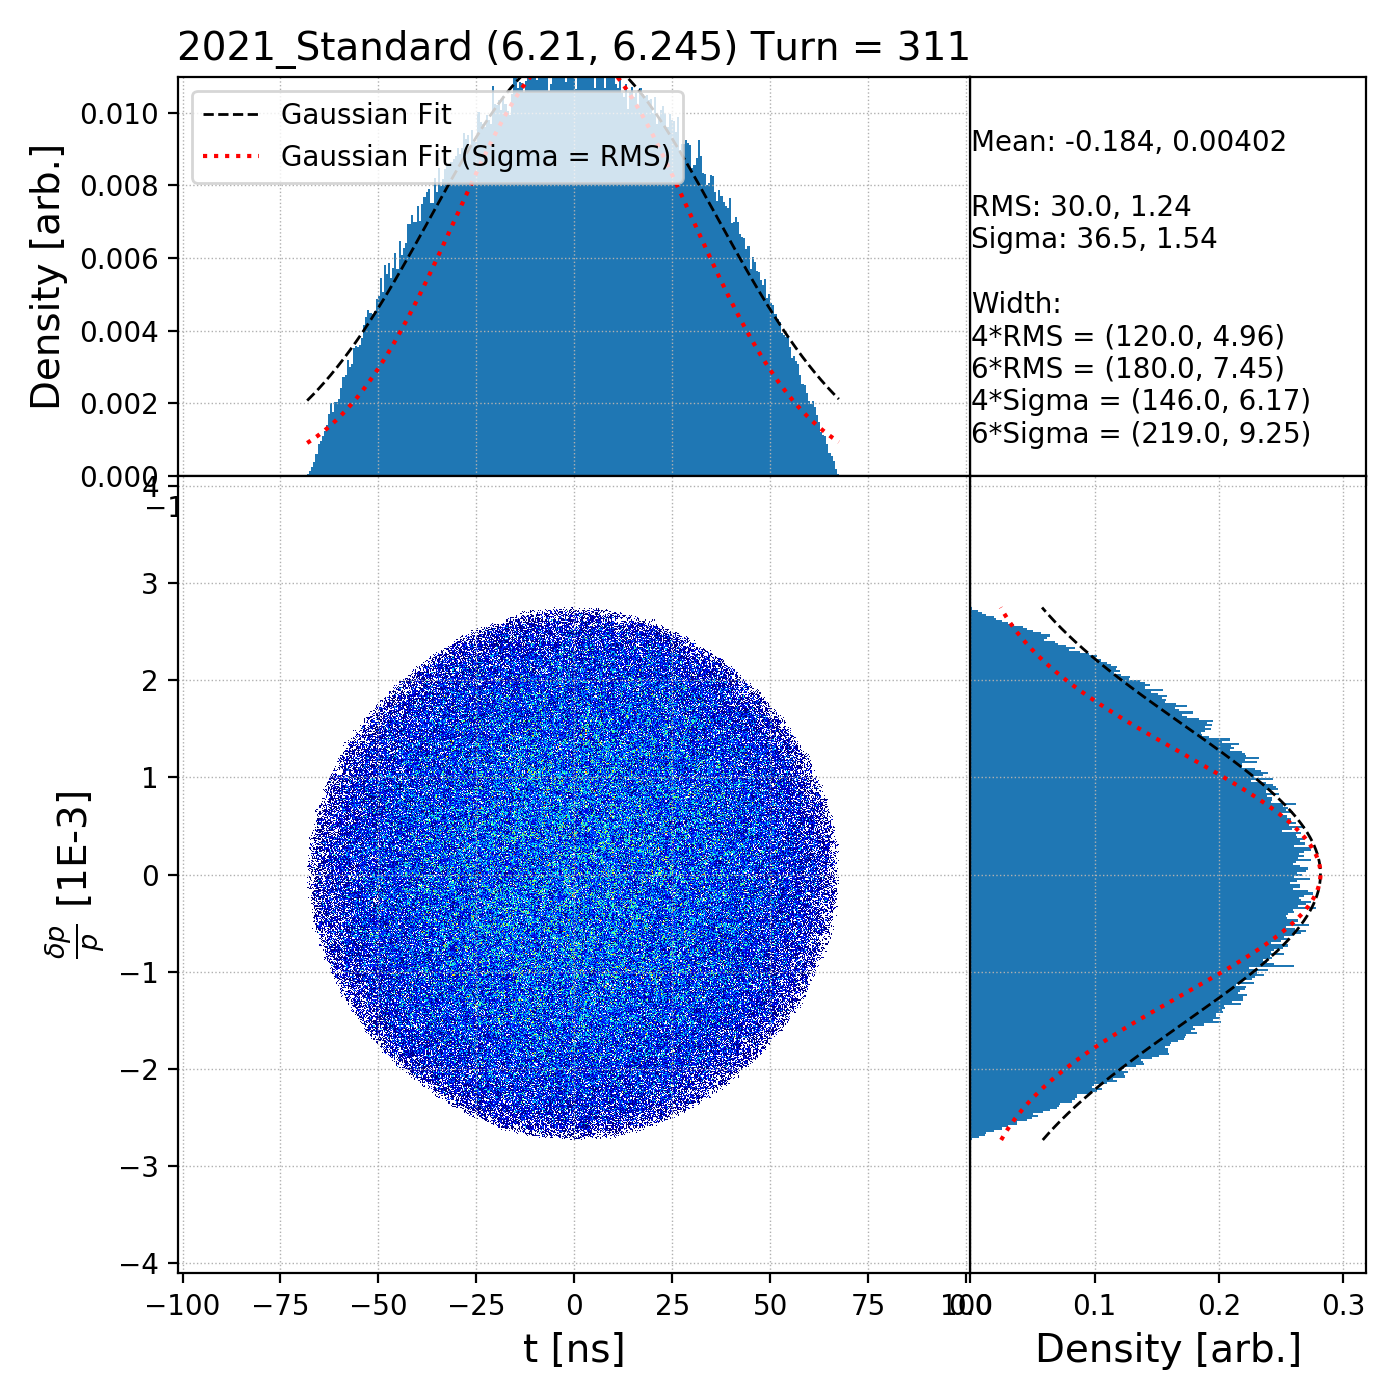 2021_Standard (6.21, 6.245) Turn = 311
Gaussian Fit
Gaussian Fit (Sigma = RMS)
Density [arb.]
0.010
0.008
0.006
0.004
0.002
0.000
Mean: -0.184, 0.00402
RMS: 30.0, 1.24
Sigma: 36.5, 1.54
Width:
4*RMS = (120.0, 4.96)
6*RMS = (180.0, 7.45)
4*Sigma = (146.0, 6.17)
6*Sigma = (219.0, 9.25)
4
−1
3
2
1
0
−1
−2
−3
−4
δp/p [1E-3]
−100 −75 −50 −25 0 25 50 75 100
t [ns]
0.0 0.1 0.2 0.3
Density [arb.]